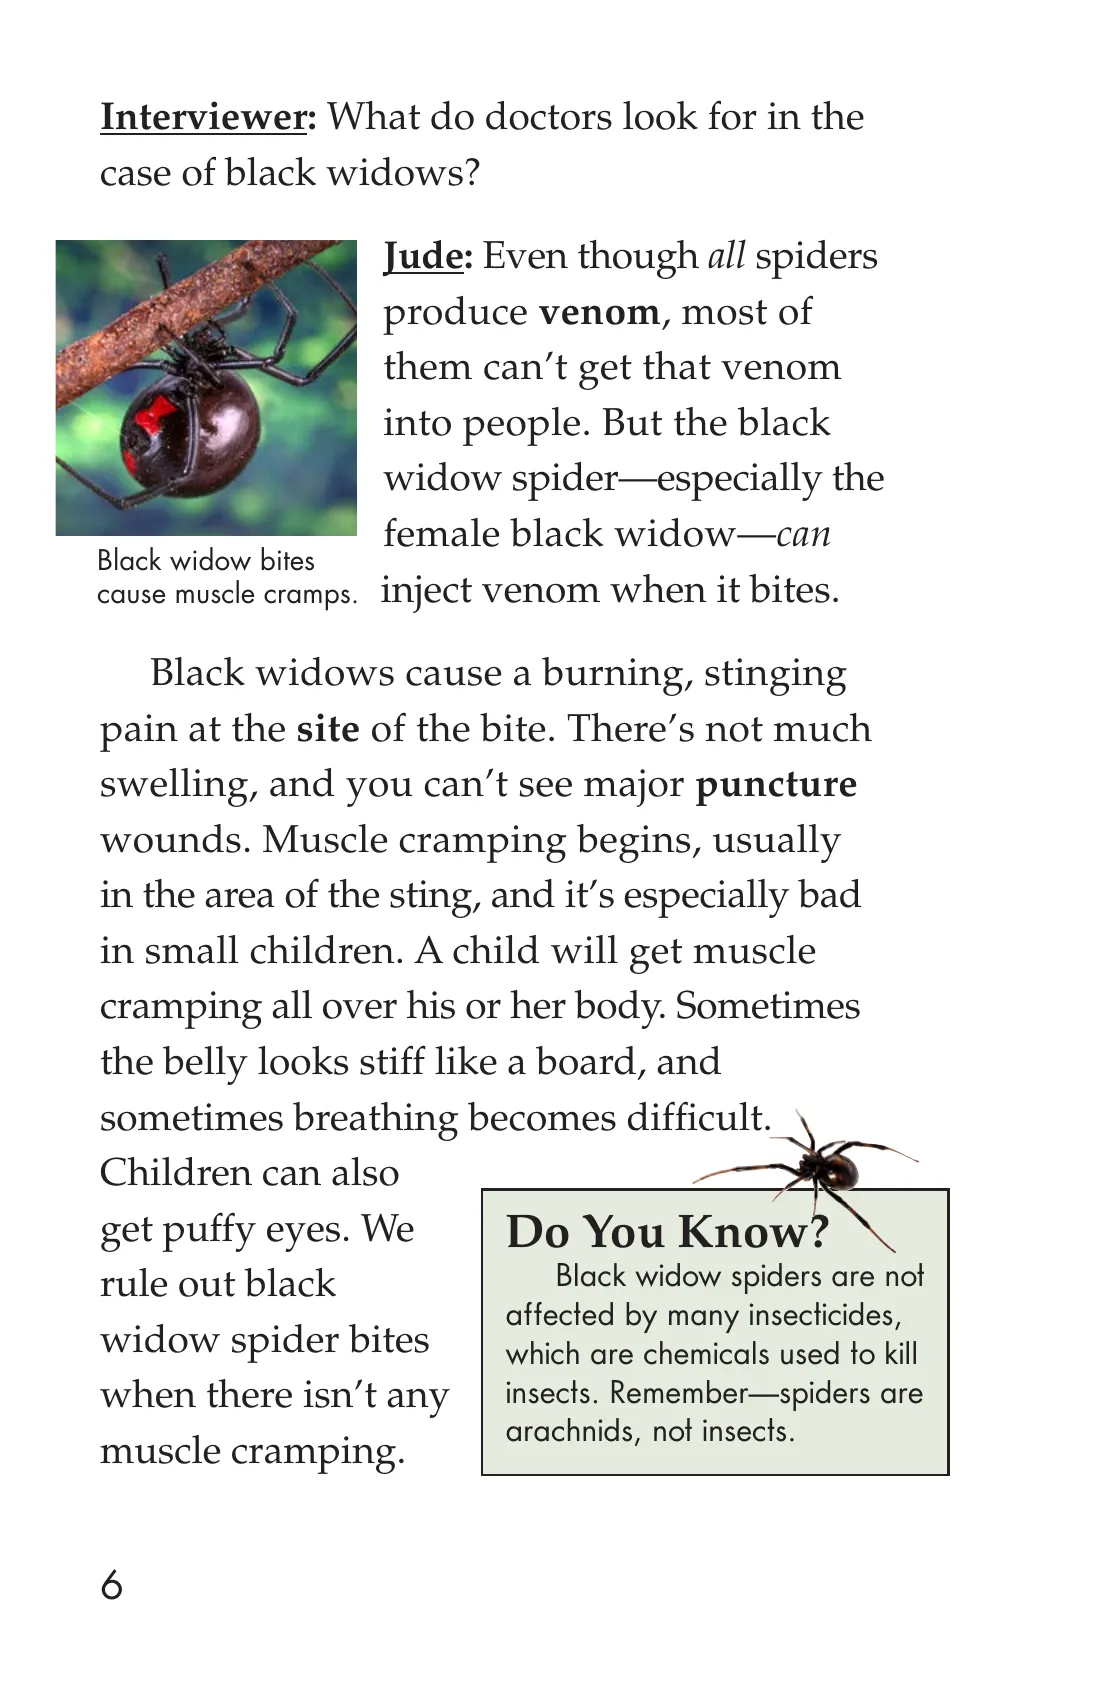 Interviewer: What do doctors look for in the
case of black widows?
Jude: Even though all spiders
produce venom, most of
them can't get that venom
into people. But the black
widow spider—especially the
female black widow—can
inject venom when it bites.
Black widow bites
cause muscle cramps.
Black widows cause a burning, stinging
pain at the site of the bite. There's not much
swelling, and you can't see major puncture
wounds. Muscle cramping begins, usually
in the area of the sting, and it's especially bad
in small children. A child will get muscle
cramping all over his or her body. Sometimes
the belly looks stiff like a board, and
sometimes breathing becomes difficult.
Children can also
get puffy eyes. We
rule out black
widow spider bites
when there isn't any
muscle cramping.
Do You Know?
Black widow spiders are not
affected by many insecticides,
which are chemicals used to kill
insects. Remember—spiders are
arachnids, not insects.
6